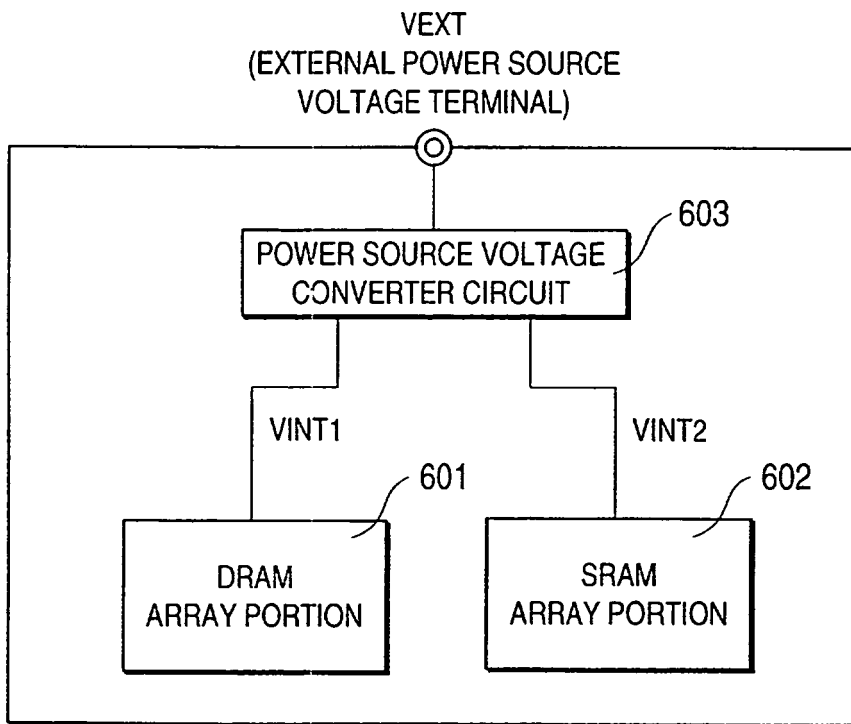 VEXT
(EXTERNAL POWER SOURCE
VOLTAGE TERMINAL)
603
POWER SOURCE VOLTAGE
CONVERTER CIRCUIT
VINT1
VINT2
601
602
DRAM
ARRAY PORTION
SRAM
ARRAY PORTION